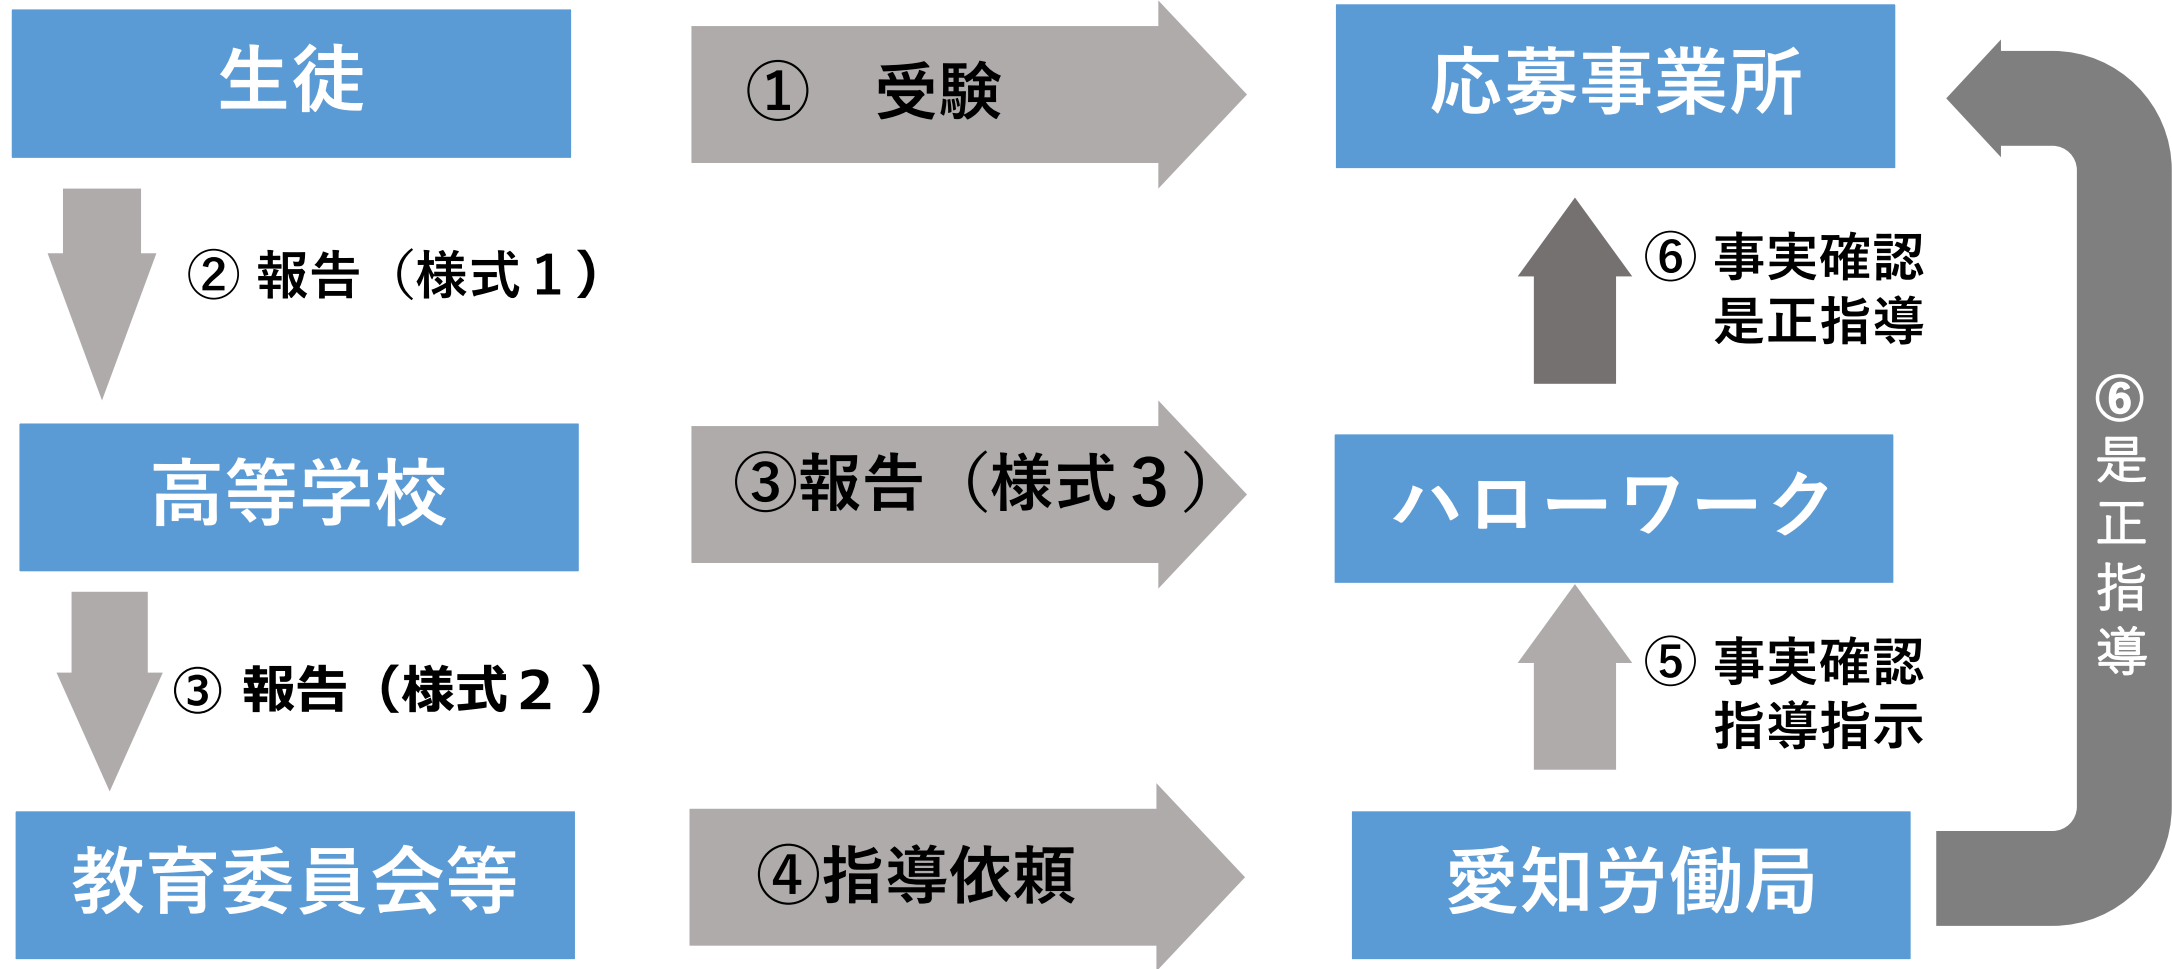 生徒
① 受験
応募事業所
② 報告（様式１）
⑥ 事実確認
是正指導
高等学校
③報告（様式３）
ハローワーク
⑥是正指導
③ 報告（様式２ ）
⑤ 事実確認
指導指示
教育委員会等
④指導依頼
愛知労働局